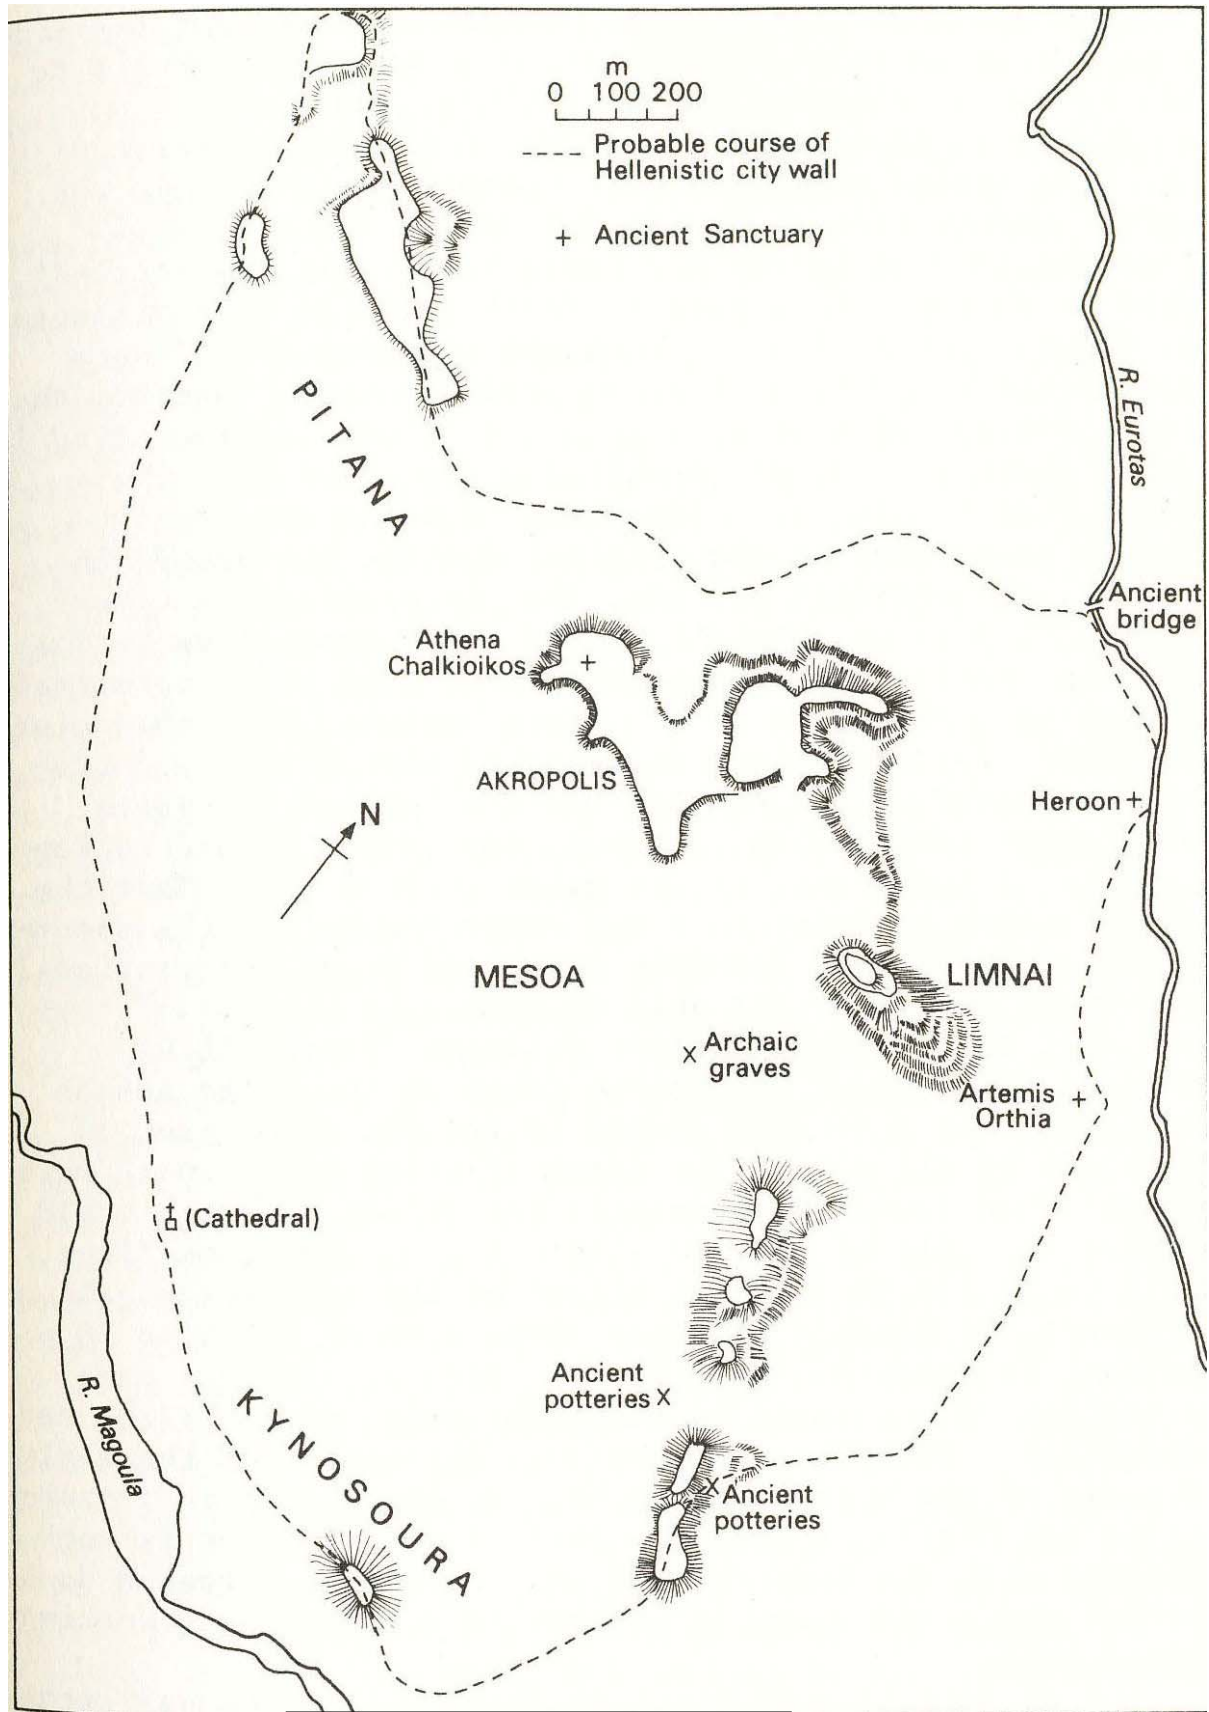 m
0 100 200
Probable course of
Hellenistic city wall
+ Ancient Sanctuary
PITANA
R. Eurotas
Ancient
bridge
Athena
Chalkioikos
AKROPOLIS
Heroon +
N
MESOA
LIMNAI
X Archaic
graves
Artemis +
Orthia
(Cathedral)
R. Magoula
KYNOSOURA
Ancient
potteries X
X Ancient
potteries